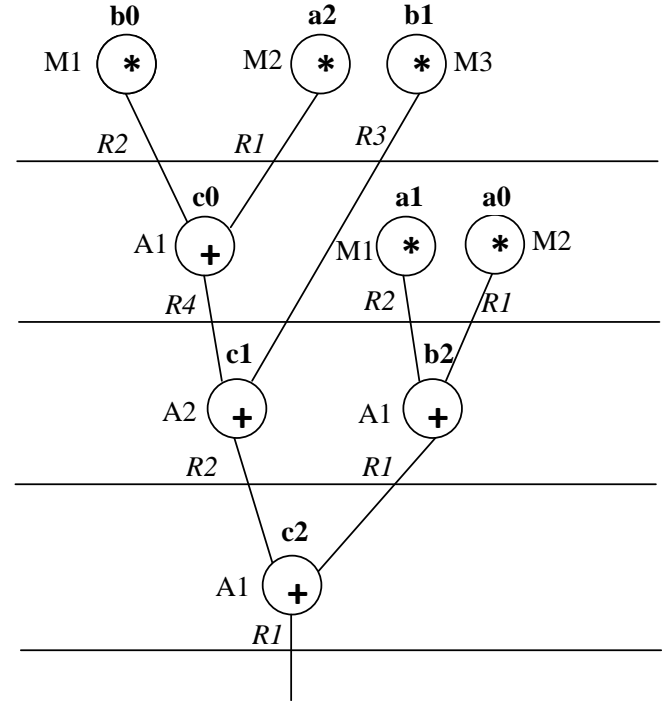 b0 a2 b1
M1 * M2 * * M3
R2 R1 R3
c0 a1 a0
A1 + M1 * * M2
R4 R2 R1
c1 b2
A2 + A1 +
R2 R1
c2
A1 +
R1